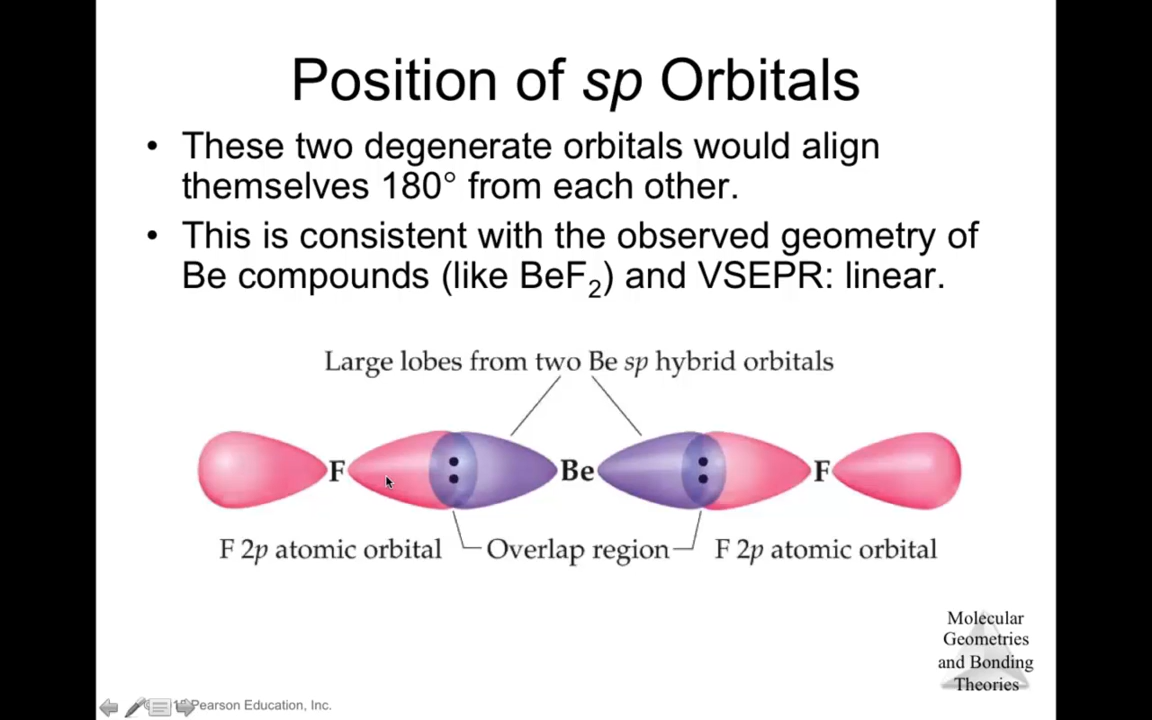 Position of sp Orbitals
• These two degenerate orbitals would align
themselves 180° from each other.
• This is consistent with the observed geometry of
Be compounds (like BeF₂) and VSEPR: linear.
Large lobes from two Be sp hybrid orbitals
F Be F
F 2p atomic orbital Overlap region F 2p atomic orbital
Molecular
Geometries
and Bonding
Theories
Pearson Education, Inc.